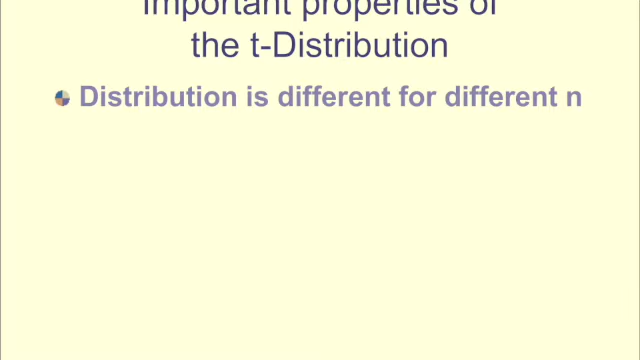 Important properties of
the t-Distribution
Distribution is different for different n